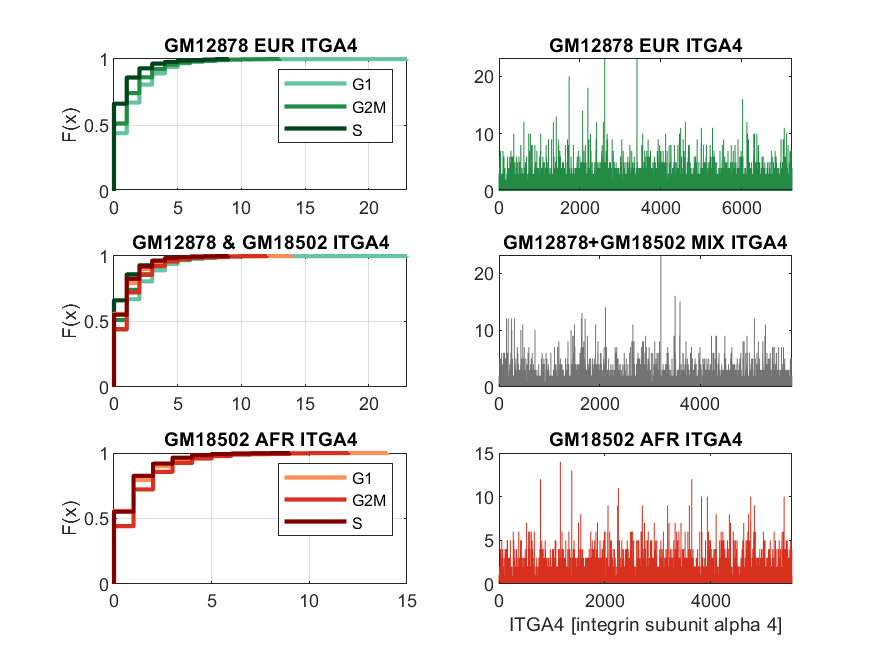 GM12878 EUR ITGA4
1
0.5
0
F(x)
0 5 10 15 20
G1
G2M
S
GM12878 EUR ITGA4
20
10
0
0 2000 4000 6000
GM12878 & GM18502 ITGA4
1
0.5
0
F(x)
0 5 10 15 20
GM12878+GM18502 MIX ITGA4
20
10
0
0 2000 4000
GM18502 AFR ITGA4
1
0.5
0
F(x)
0 5 10 15
G1
G2M
S
GM18502 AFR ITGA4
15
10
5
0
0 2000 4000
ITGA4 [integrin subunit alpha 4]